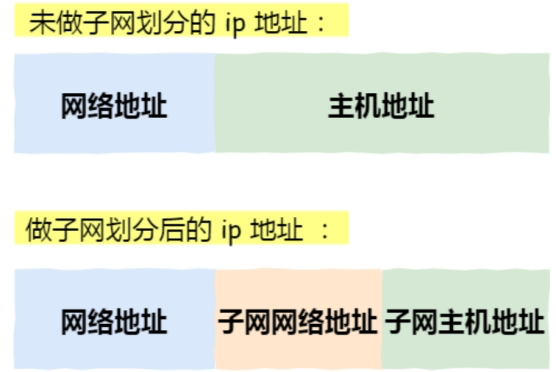 未做子网划分的 ip 地址：
网络地址 主机地址
做子网划分后的 ip 地址 ：
网络地址 子网网络地址 子网主机地址